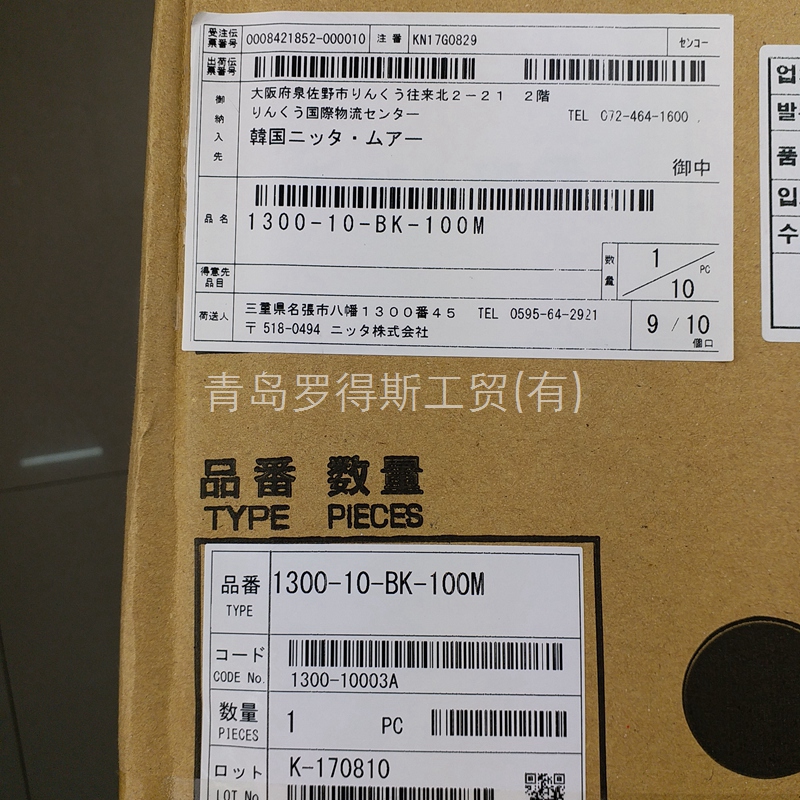 受注伝票番号 0008421852-000010 注番 KN17G0829 センコー
出荷伝票番号
御納入先 大阪府泉佐野市りんくう往来北2-21 2階
りんくう国際物流センター TEL 072-464-1600
韓国ニッタ・ムアー
御中
品名 1300-10-BK-100M
数量 1/10 PC
得意先品目
荷送人 三重県名張市八幡1300番45 TEL 0595-64-2921
〒518-0494 ニッタ株式会社
9/10 個口
업
발
품
입
수
青岛罗得斯工贸(有)
品番 数量
TYPE PIECES
品番 1300-10-BK-100M
TYPE
コード
CODE No. 1300-10003A
数量 1 PC
PIECES
ロット K-170810
LOT No